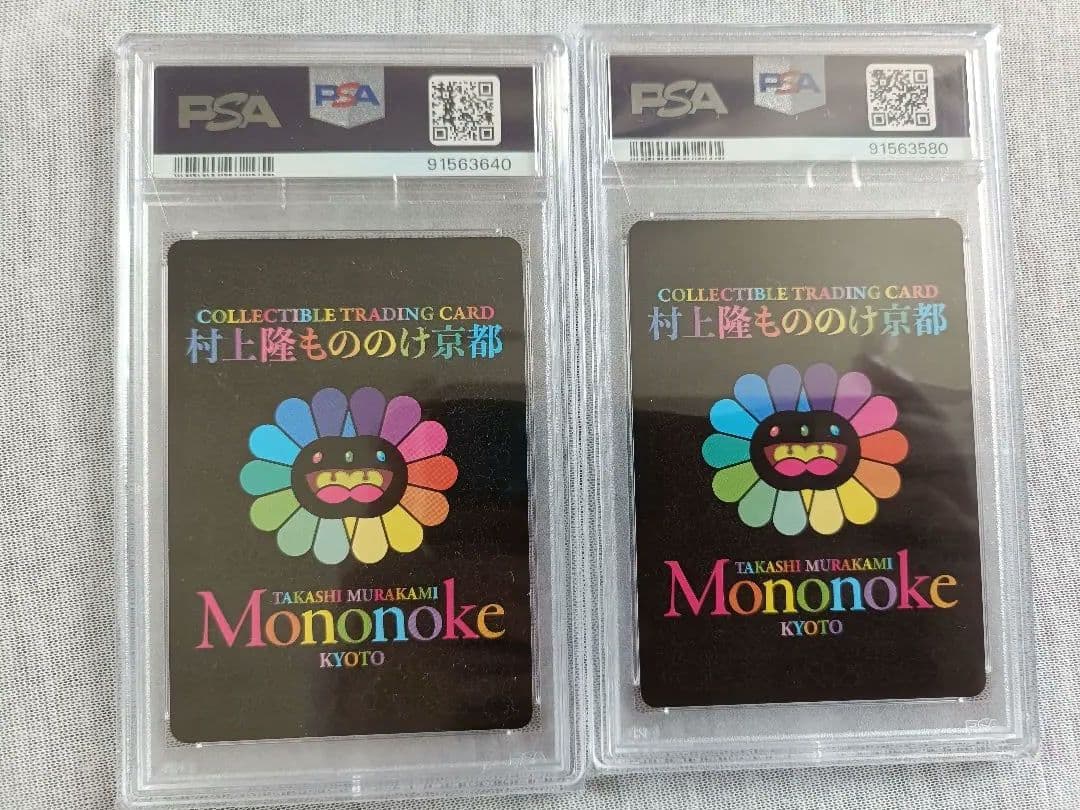 PSA
PSA
91563640
COLLECTIBLE TRADING CARD
村上隆もののけ京都
TAKASHI MURAKAMI
Mononoke
KYOTO
PSA
PSA
PSA
91563580
COLLECTIBLE TRADING CARD
村上隆もののけ京都
TAKASHI MURAKAMI
Mononoke
KYOTO
PSA